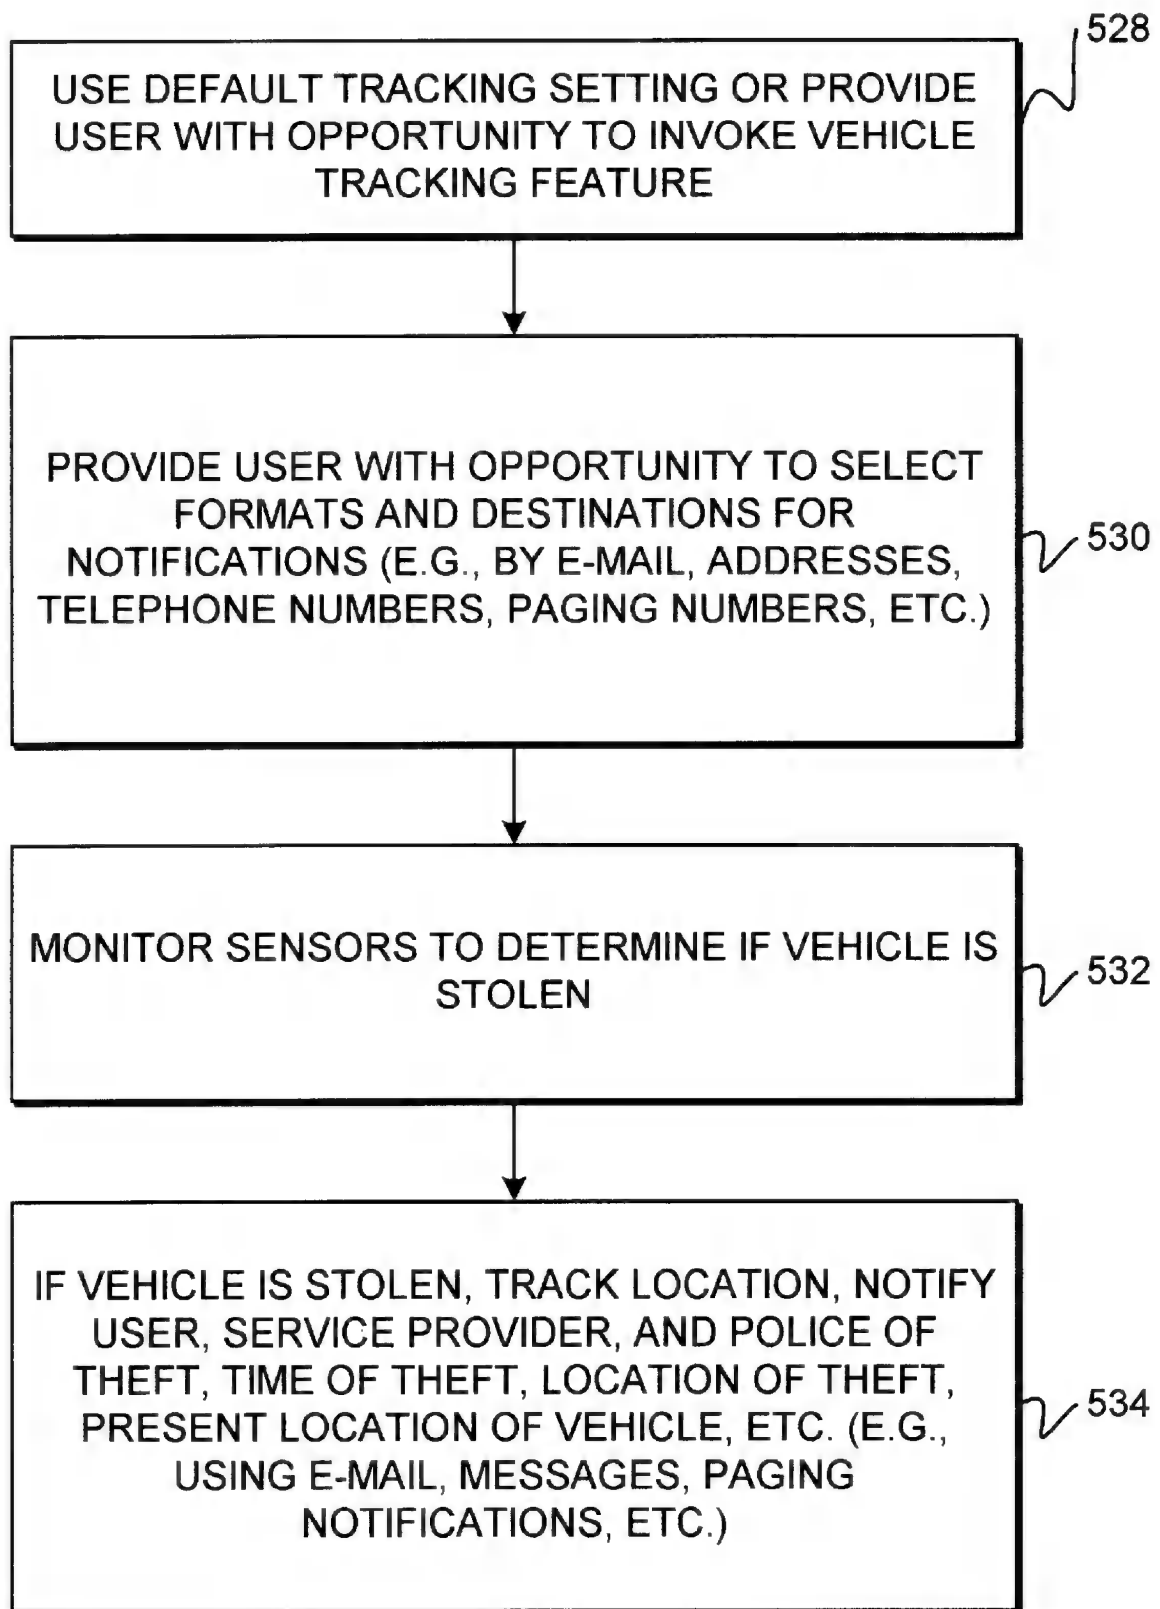 528
USE DEFAULT TRACKING SETTING OR PROVIDE
USER WITH OPPORTUNITY TO INVOKE VEHICLE
TRACKING FEATURE
PROVIDE USER WITH OPPORTUNITY TO SELECT
FORMATS AND DESTINATIONS FOR
NOTIFICATIONS (E.G., BY E-MAIL, ADDRESSES,
TELEPHONE NUMBERS, PAGING NUMBERS, ETC.)
530
MONITOR SENSORS TO DETERMINE IF VEHICLE IS
STOLEN
532
IF VEHICLE IS STOLEN, TRACK LOCATION, NOTIFY
USER, SERVICE PROVIDER, AND POLICE OF
THEFT, TIME OF THEFT, LOCATION OF THEFT,
PRESENT LOCATION OF VEHICLE, ETC. (E.G.,
USING E-MAIL, MESSAGES, PAGING
NOTIFICATIONS, ETC.)
534